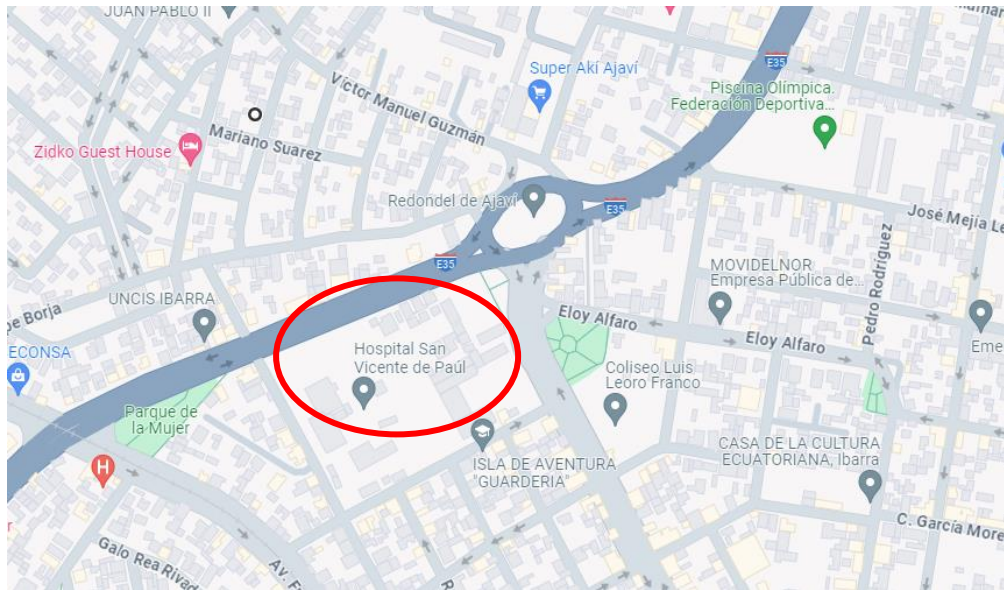 JUAN PABLO II
E35
Super Akí Ajaví
Piscina Olímpica.
Federación Deportiva...
Víctor Manuel Guzmán
Mariano Suarez
Zidko Guest House
Redondel de Ajaví
E35
José Mejía Le
E35
MOVIDELNOR
Empresa Pública de...
Pedro Rodríguez
UNCIS IBARRA
pe Borja
Eloy Alfaro
Eloy Alfaro
Eme
ECONSA
Hospital San
Vicente de Paúl
Coliseo Luis
Leoro Franco
Parque de
la Mujer
H
ISLA DE AVENTURA
"GUARDERIA"
CASA DE LA CULTURA
ECUATORIANA, Ibarra
r
C. García More
Galo Rea Rivad
Av. F
R